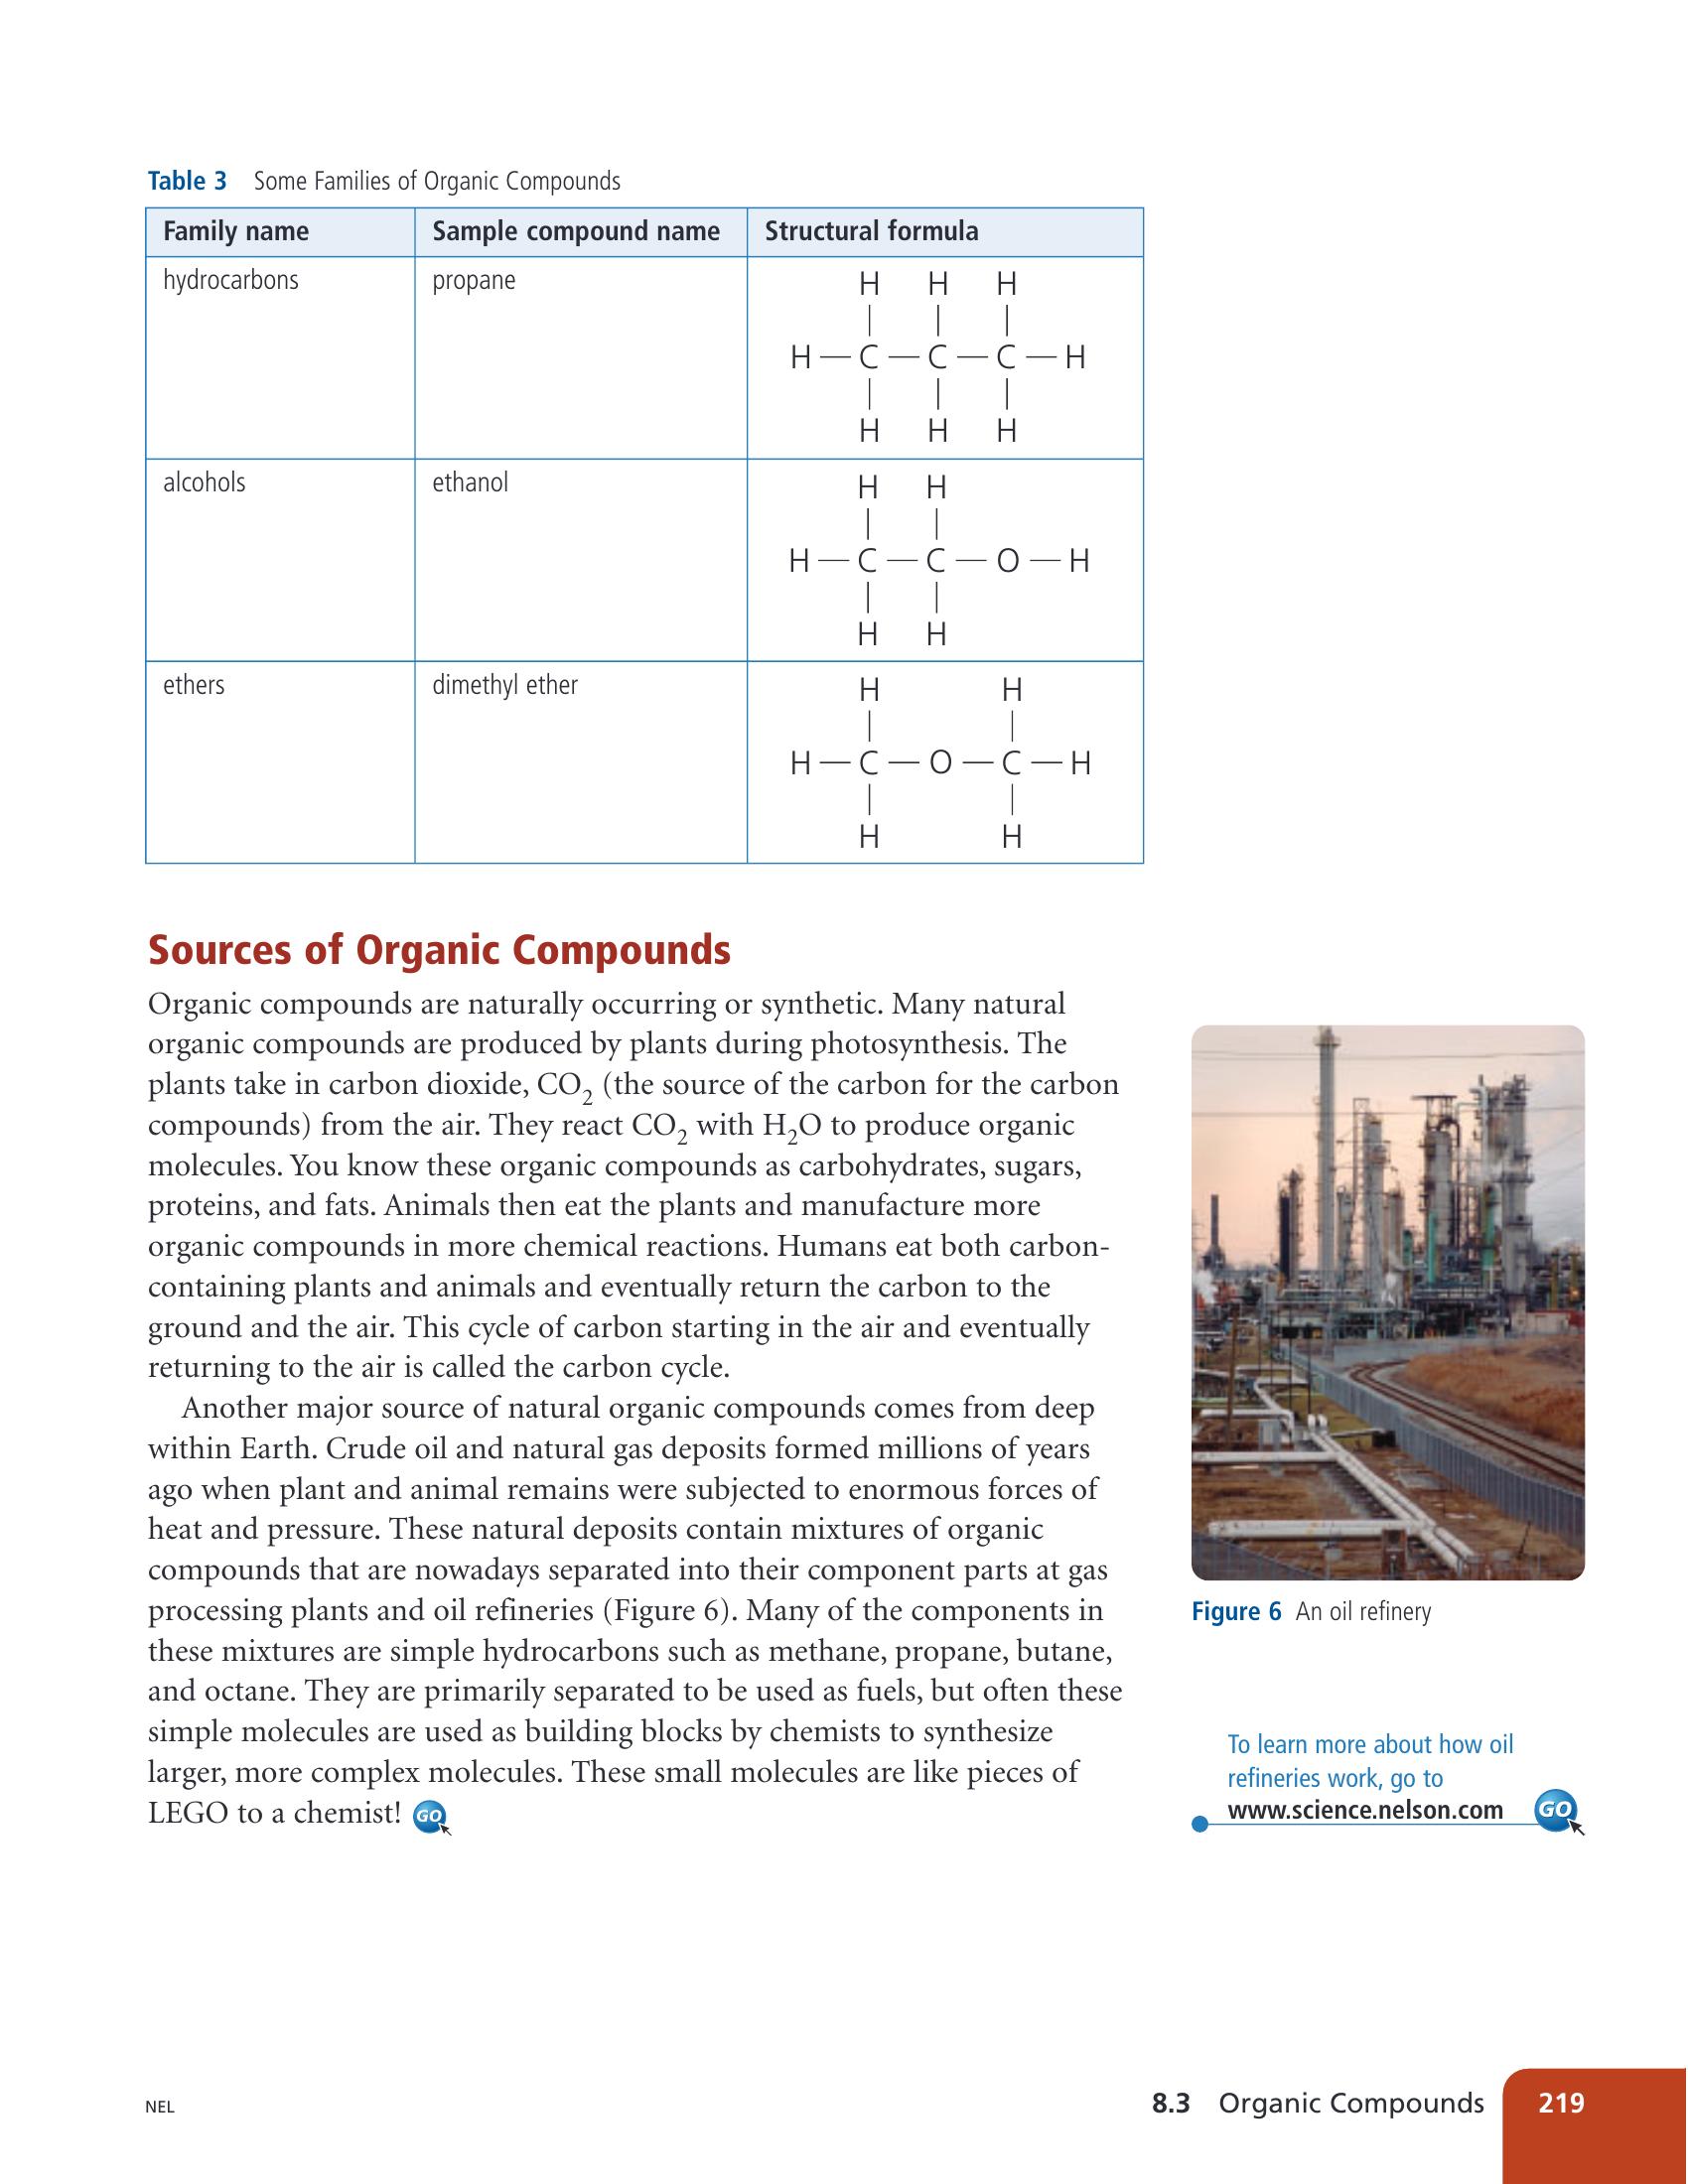 Table 3 Some Families of Organic Compounds
Family name Sample compound name Structural formula
hydrocarbons propane
H H H
| | |
H — C — C — C — H
| | |
H H H
alcohols ethanol
H H
| |
H — C — C — O — H
| |
H H
ethers dimethyl ether
H H
| |
H — C — O — C — H
| |
H H
Sources of Organic Compounds
Organic compounds are naturally occurring or synthetic. Many natural
organic compounds are produced by plants during photosynthesis. The
plants take in carbon dioxide, CO₂ (the source of the carbon for the carbon
compounds) from the air. They react CO₂ with H₂O to produce organic
molecules. You know these organic compounds as carbohydrates, sugars,
proteins, and fats. Animals then eat the plants and manufacture more
organic compounds in more chemical reactions. Humans eat both carbon-
containing plants and animals and eventually return the carbon to the
ground and the air. This cycle of carbon starting in the air and eventually
returning to the air is called the carbon cycle.
Another major source of natural organic compounds comes from deep
within Earth. Crude oil and natural gas deposits formed millions of years
ago when plant and animal remains were subjected to enormous forces of
heat and pressure. These natural deposits contain mixtures of organic
compounds that are nowadays separated into their component parts at gas
processing plants and oil refineries (Figure 6). Many of the components in
these mixtures are simple hydrocarbons such as methane, propane, butane,
and octane. They are primarily separated to be used as fuels, but often these
simple molecules are used as building blocks by chemists to synthesize
larger, more complex molecules. These small molecules are like pieces of
LEGO to a chemist! GO
Figure 6 An oil refinery
To learn more about how oil
refineries work, go to
www.science.nelson.com GO
NEL
8.3 Organic Compounds 219